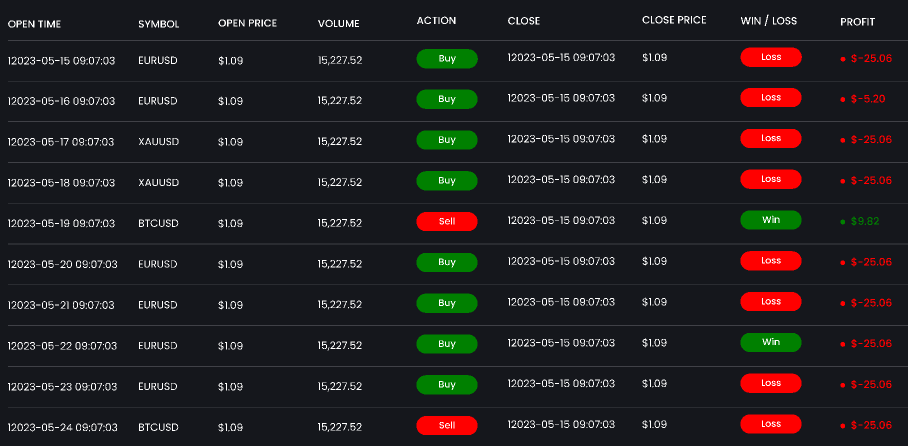 OPEN TIME SYMBOL OPEN PRICE VOLUME ACTION CLOSE CLOSE PRICE WIN / LOSS PROFIT
12023-05-15 09:07:03 EURUSD $1.09 15,227.52 Buy 12023-05-15 09:07:03 $1.09 Loss $-25.06
12023-05-16 09:07:03 EURUSD $1.09 15,227.52 Buy 12023-05-15 09:07:03 $1.09 Loss $-5.20
12023-05-17 09:07:03 XAUUSD $1.09 15,227.52 Buy 12023-05-15 09:07:03 $1.09 Loss $-25.06
12023-05-18 09:07:03 XAUUSD $1.09 15,227.52 Buy 12023-05-15 09:07:03 $1.09 Loss $-25.06
12023-05-19 09:07:03 BTCUSD $1.09 15,227.52 Sell 12023-05-15 09:07:03 $1.09 Win $9.82
12023-05-20 09:07:03 EURUSD $1.09 15,227.52 Buy 12023-05-15 09:07:03 $1.09 Loss $-25.06
12023-05-21 09:07:03 EURUSD $1.09 15,227.52 Buy 12023-05-15 09:07:03 $1.09 Loss $-25.06
12023-05-22 09:07:03 EURUSD $1.09 15,227.52 Buy 12023-05-15 09:07:03 $1.09 Win $-25.06
12023-05-23 09:07:03 EURUSD $1.09 15,227.52 Buy 12023-05-15 09:07:03 $1.09 Loss $-25.06
12023-05-24 09:07:03 BTCUSD $1.09 15,227.52 Sell 12023-05-15 09:07:03 $1.09 Loss $-25.06